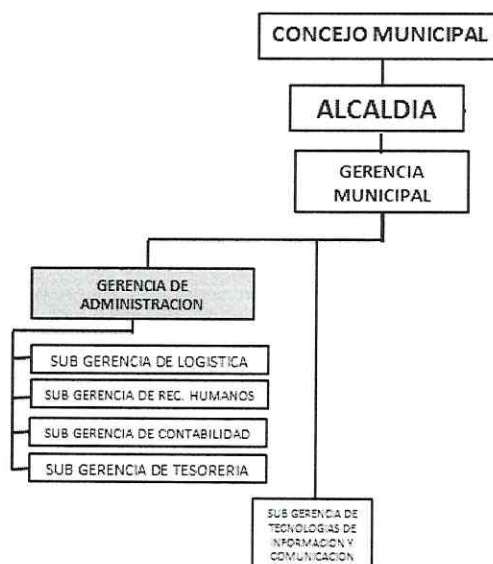 CONCEJO MUNICIPAL
ALCALDIA
GERENCIA
MUNICIPAL
GERENCIA DE
ADMINISTRACION
SUB GERENCIA DE LOGISTICA
SUB GERENCIA DE REC. HUMANOS
SUB GERENCIA DE CONTABILIDAD
SUB GERENCIA DE TESORERIA
SUB GERENCIA DE
TECNOLOGIAS DE
INFORMACION Y
COMUNICACION